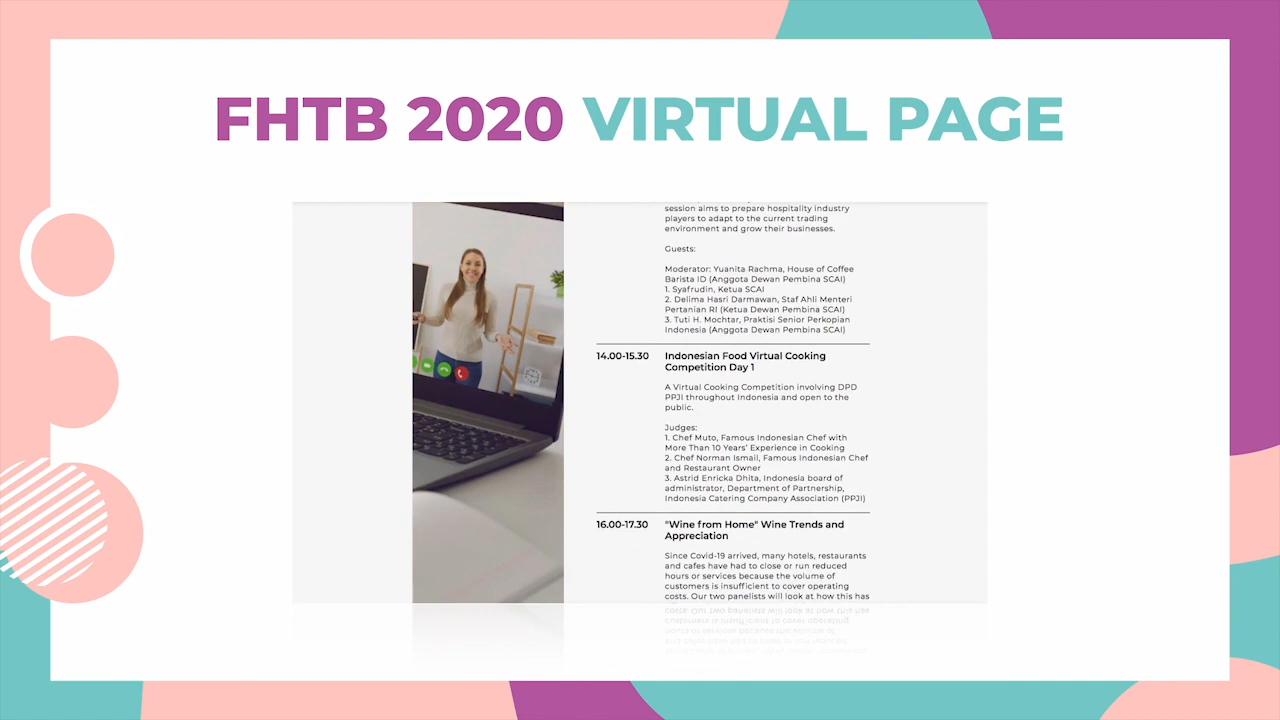 FHTB 2020 VIRTUAL PAGE
session aims to prepare hospitality industry
players to adapt to the current trading
environment and grow their businesses.
Guests:
Moderator: Yuanita Rachma, House of Coffee
Barista ID (Anggota Dewan Pembina SCAI)
1. Syafrudin, Ketua SCAI
2. Delima Hasri Darmawan, Staf Ahli Menteri
Pertanian RI (Ketua Dewan Pembina SCAI)
3. Tuti H. Mochtar, Praktisi Senior Perkopian
Indonesia (Anggota Dewan Pembina SCAI)
14.00-15.30 Indonesian Food Virtual Cooking
Competition Day 1
A Virtual Cooking Competition involving DPD
PPJI throughout Indonesia and open to the
public.
Judges:
1. Chef Muto, Famous Indonesian Chef with
More Than 10 Years' Experience in Cooking
2. Chef Norman Ismail, Famous Indonesian Chef
and Restaurant Owner
3. Astrid Enricka Dhita, Indonesia board of
administrator, Department of Partnership,
Indonesia Catering Company Association (PPJI)
16.00-17.30 "Wine from Home" Wine Trends and
Appreciation
Since Covid-19 arrived, many hotels, restaurants
and cafes have had to close or run reduced
hours or services because the volume of
customers is insufficient to cover operating
costs. Our two panelists will look at how this has